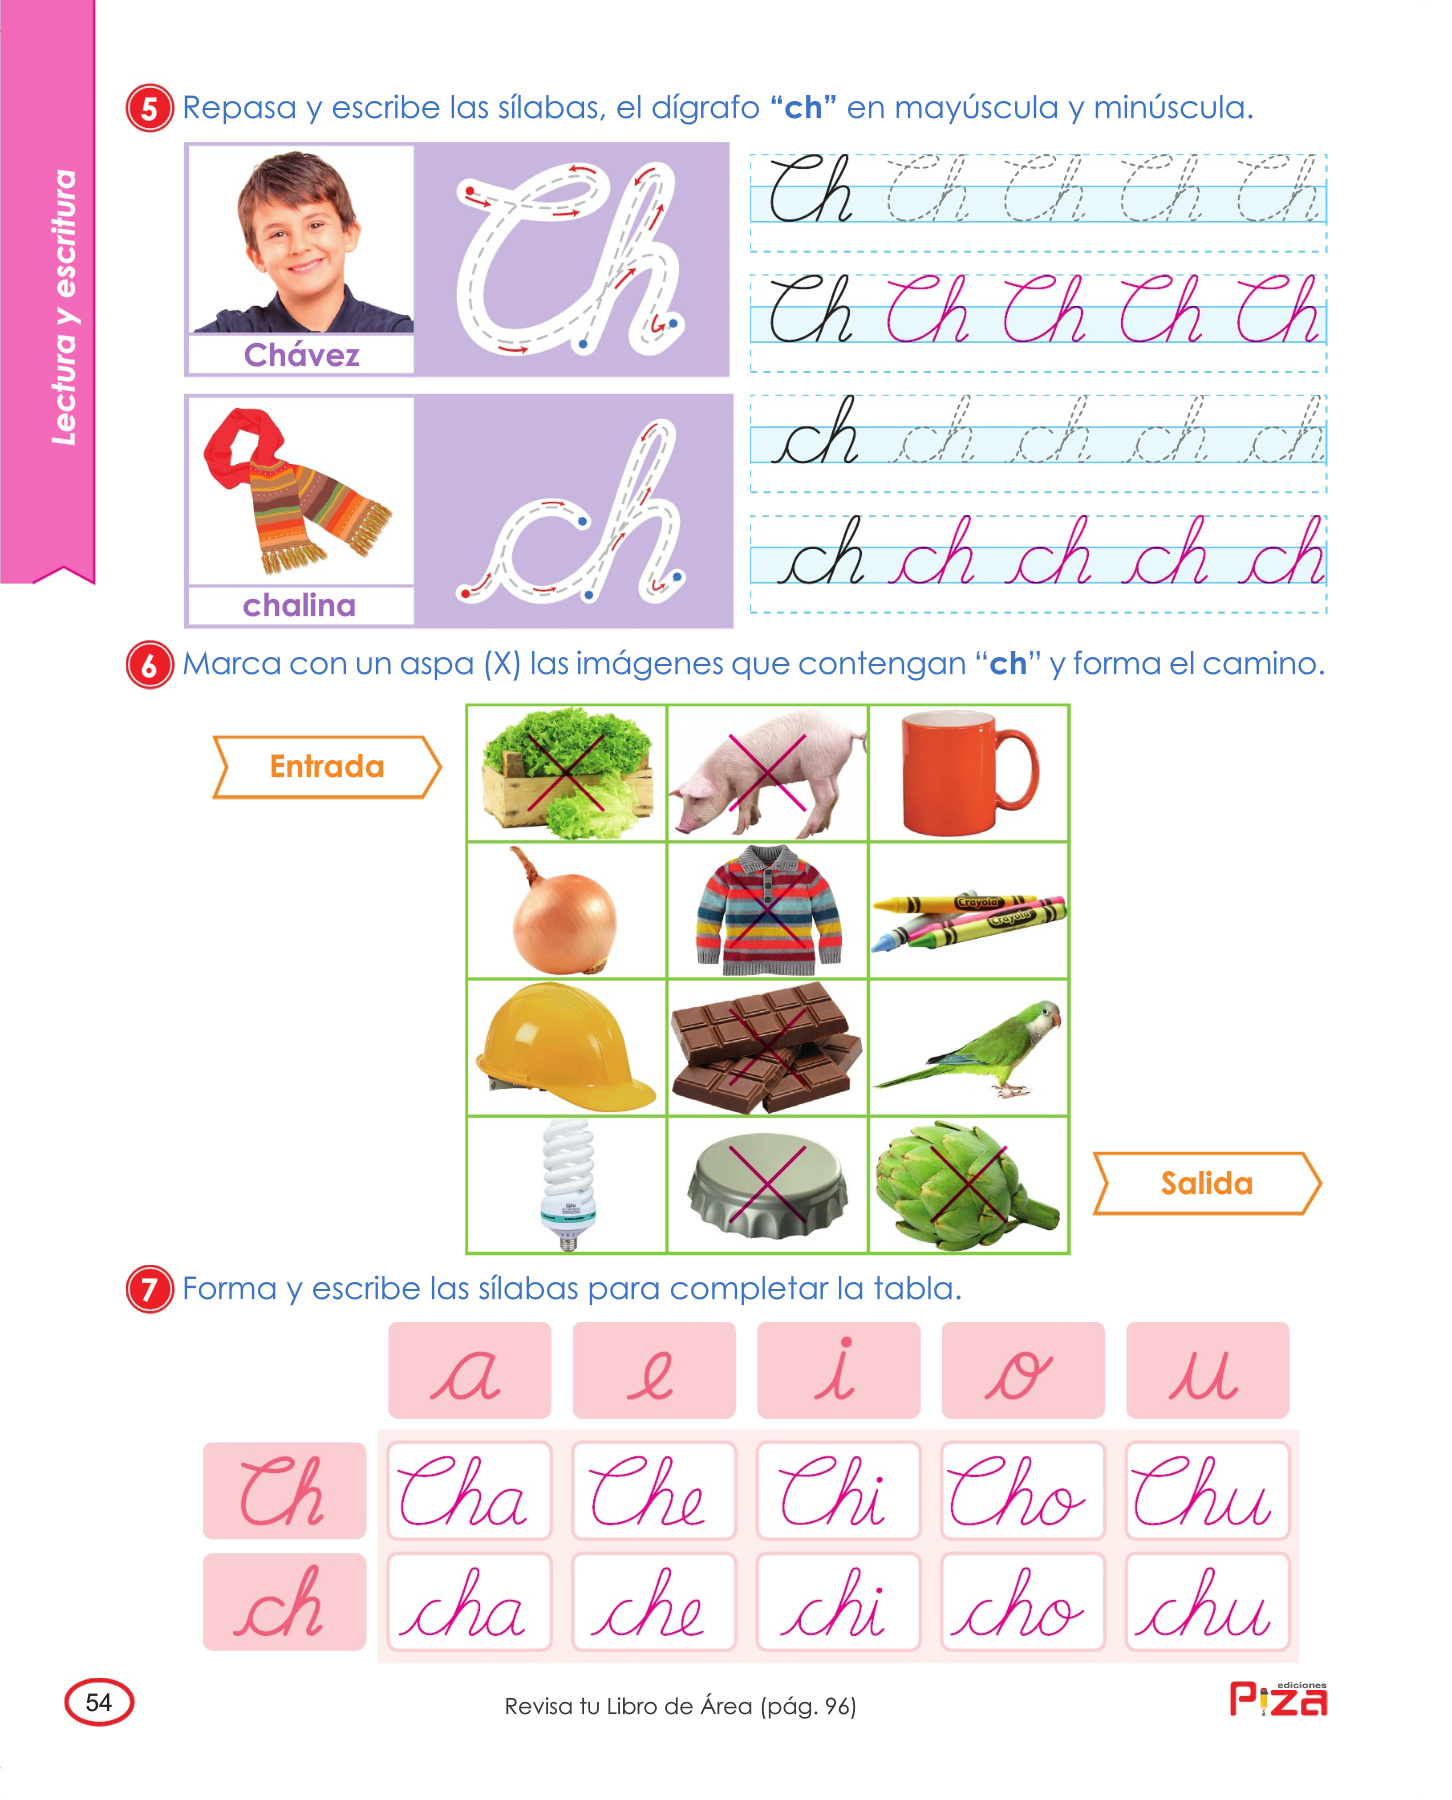 Lectura y escritura
5 Repasa y escribe las sílabas, el dígrafo “ch” en mayúscula y minúscula.
Chávez
Ch
Ch Ch Ch Ch Ch
Ch Ch Ch Ch Ch
chalina
ch
ch ch ch ch ch
ch ch ch ch ch
6 Marca con un aspa (X) las imágenes que contengan “ch” y forma el camino.
Entrada
Crayola
Crayola
Salida
7 Forma y escribe las sílabas para completar la tabla.
a e i o u
Ch Cha Che Chi Cho Chu
ch cha che chi cho chu
54
Revisa tu Libro de Área (pág. 96)
ediciones
Piza